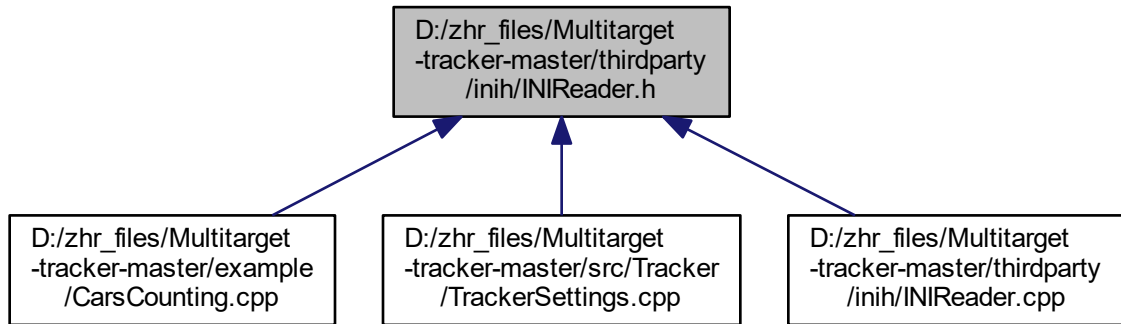 D:/zhr_files/Multitarget
-tracker-master/thirdparty
/inih/INIReader.h
D:/zhr_files/Multitarget
-tracker-master/example
/CarsCounting.cpp
D:/zhr_files/Multitarget
-tracker-master/src/Tracker
/TrackerSettings.cpp
D:/zhr_files/Multitarget
-tracker-master/thirdparty
/inih/INIReader.cpp